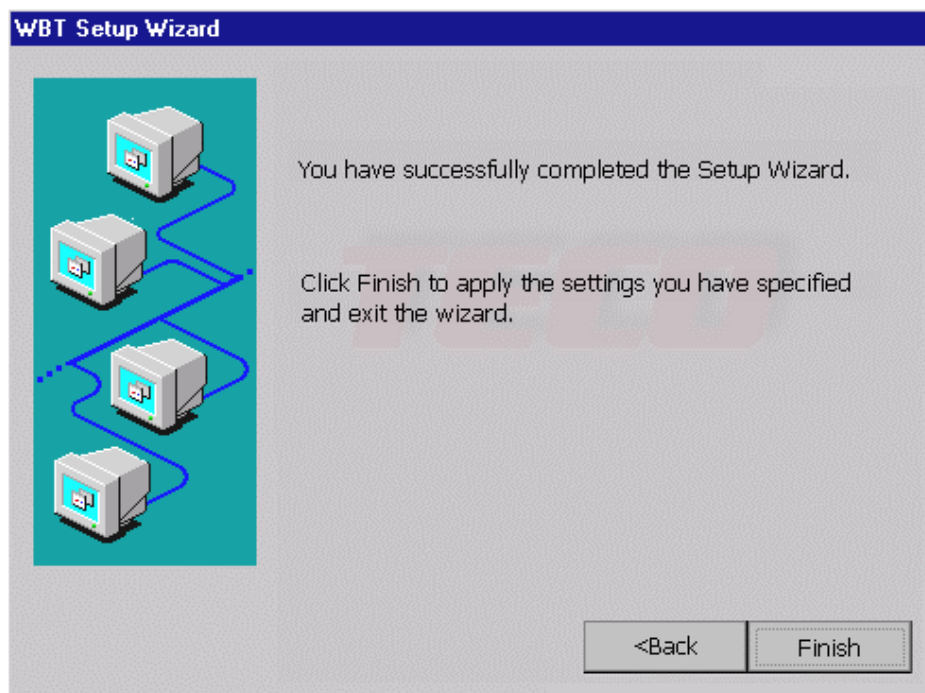 WBT Setup Wizard
You have successfully completed the Setup Wizard.
TECO
Click Finish to apply the settings you have specified
and exit the wizard.
<Back
Finish